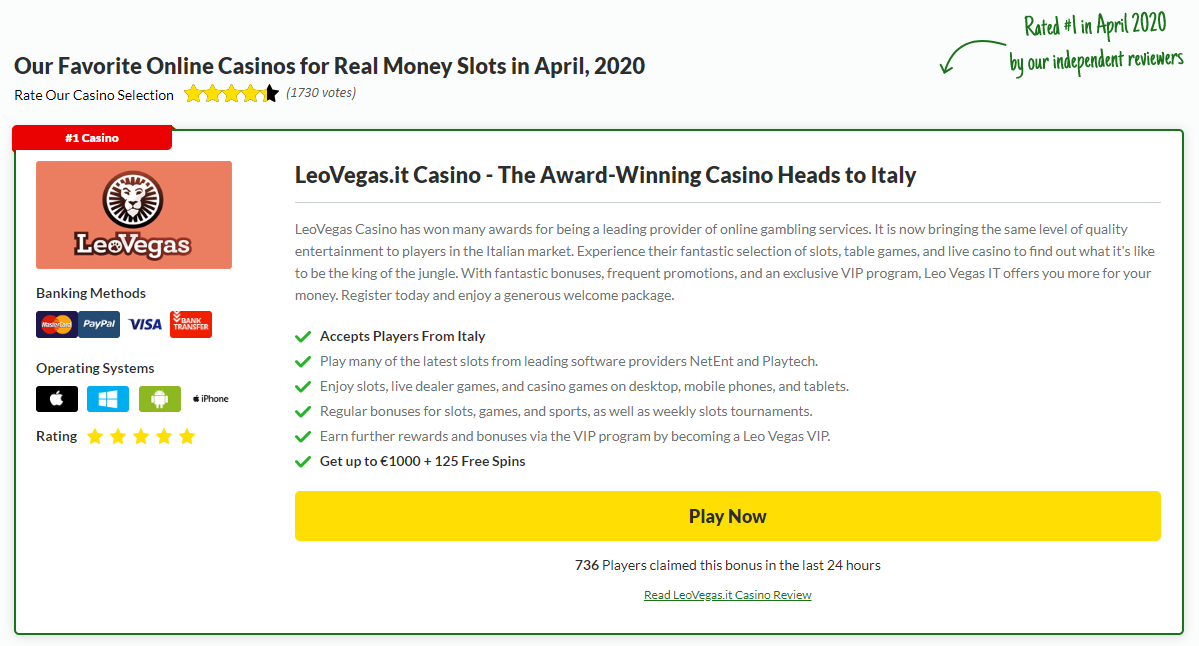 Rated #1 in April 2020
by our independent reviewers
Our Favorite Online Casinos for Real Money Slots in April, 2020
Rate Our Casino Selection (1730 votes)
#1 Casino
LeoVegas
Banking Methods
MasterCard PayPal VISA BANK TRANSFER
Operating Systems
iPhone
Rating
LeoVegas.it Casino - The Award-Winning Casino Heads to Italy
LeoVegas Casino has won many awards for being a leading provider of online gambling services. It is now bringing the same level of quality
entertainment to players in the Italian market. Experience their fantastic selection of slots, table games, and live casino to find out what it's like
to be the king of the jungle. With fantastic bonuses, frequent promotions, and an exclusive VIP program, Leo Vegas IT offers you more for your
money. Register today and enjoy a generous welcome package.
Accepts Players From Italy
Play many of the latest slots from leading software providers NetEnt and Playtech.
Enjoy slots, live dealer games, and casino games on desktop, mobile phones, and tablets.
Regular bonuses for slots, games, and sports, as well as weekly slots tournaments.
Earn further rewards and bonuses via the VIP program by becoming a Leo Vegas VIP.
Get up to €1000 + 125 Free Spins
Play Now
736 Players claimed this bonus in the last 24 hours
Read LeoVegas.it Casino Review